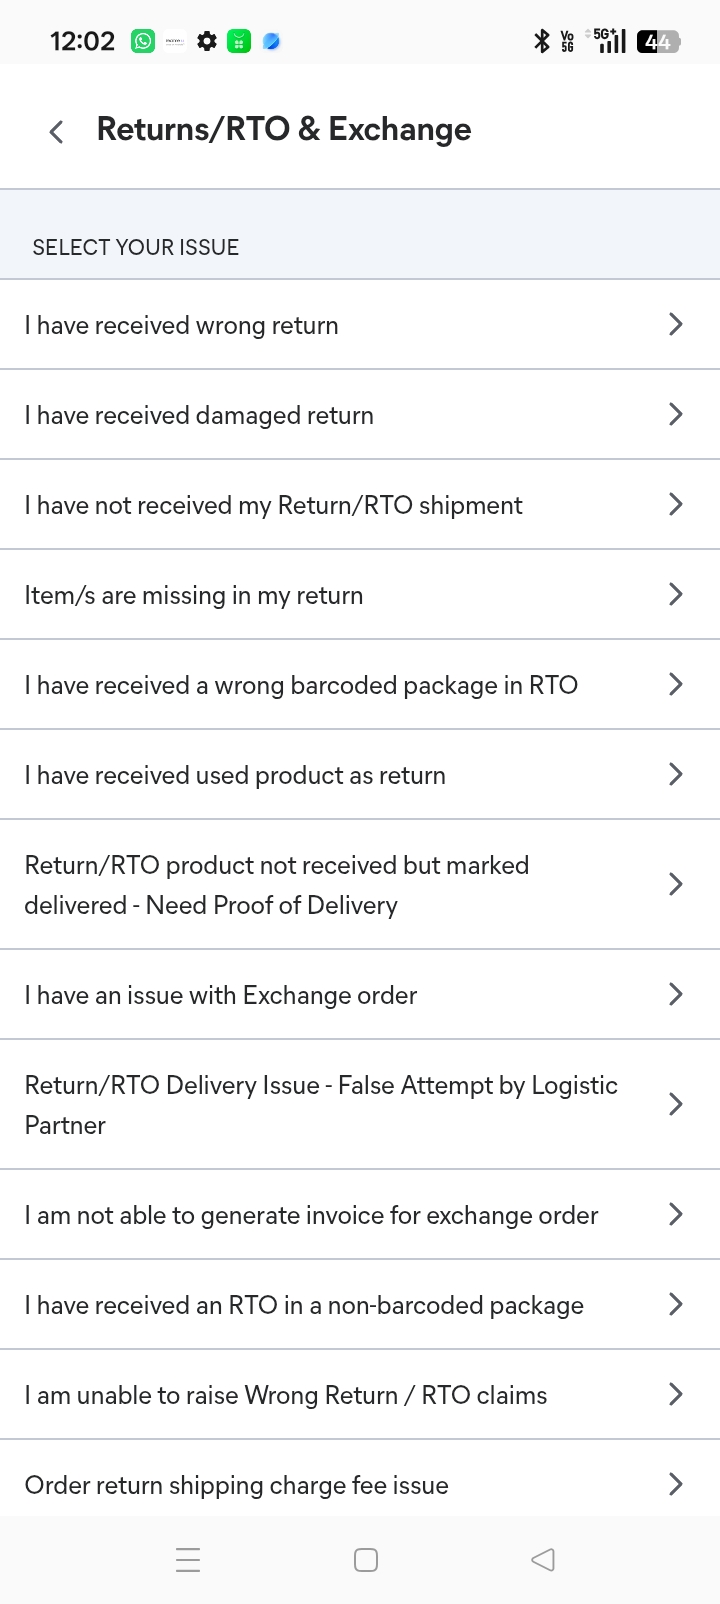 12:02
Vo
5G
5G+
44
Returns/RTO & Exchange
SELECT YOUR ISSUE
I have received wrong return
I have received damaged return
I have not received my Return/RTO shipment
Item/s are missing in my return
I have received a wrong barcoded package in RTO
I have received used product as return
Return/RTO product not received but marked
delivered - Need Proof of Delivery
I have an issue with Exchange order
Return/RTO Delivery Issue - False Attempt by Logistic
Partner
I am not able to generate invoice for exchange order
I have received an RTO in a non-barcoded package
I am unable to raise Wrong Return / RTO claims
Order return shipping charge fee issue